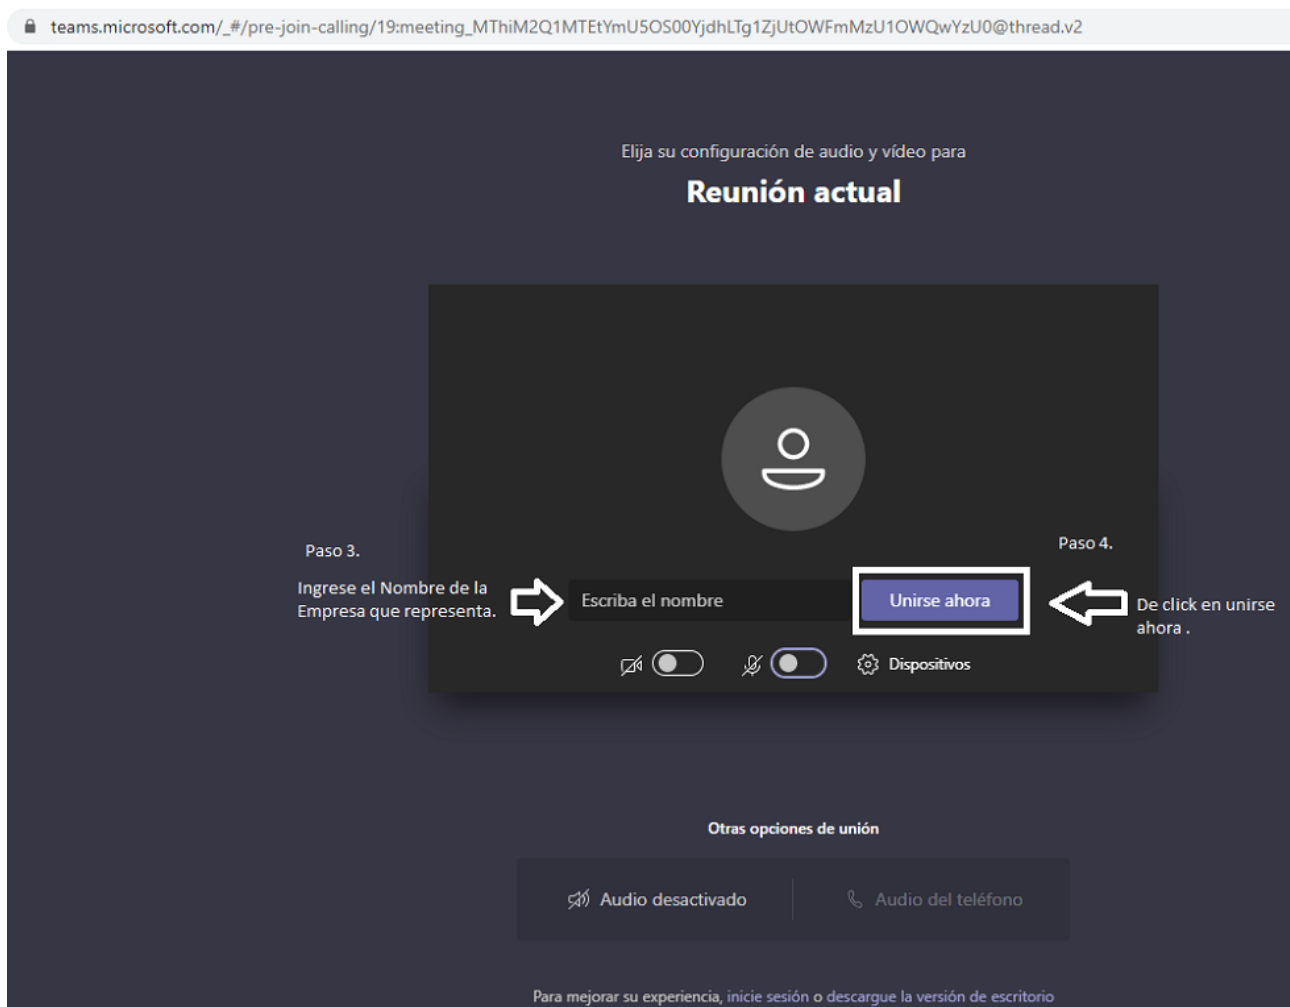 teams.microsoft.com/_#/pre-join-calling/19:meeting_MThiM2Q1MTEtYmU5OS00YjdhLTg1ZjUtOWFmMzU1OWQwYzU0@thread.v2
Elija su configuración de audio y vídeo para
Reunión actual
Paso 3.
Ingrese el Nombre de la
Empresa que representa.
Escriba el nombre
Unirse ahora
Paso 4.
De click en unirse
ahora .
Dispositivos
Otras opciones de unión
Audio desactivado
Audio del teléfono
Para mejorar su experiencia, inicie sesión o descargue la versión de escritorio